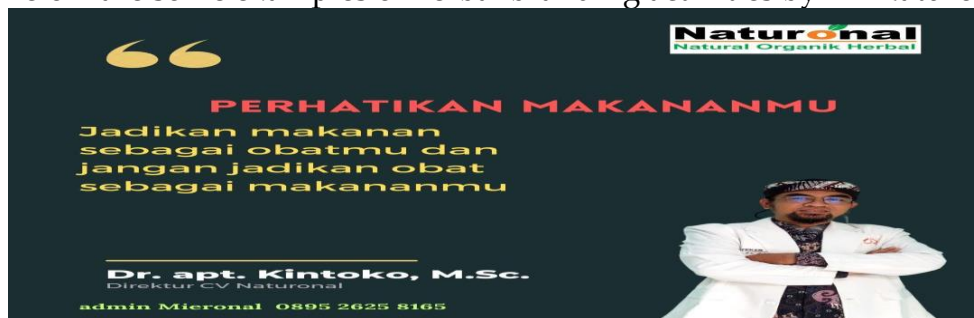 Naturonal
Natural Organik Herbal
PERHATIKAN MAKANANMU
Jadikan makanan
sebagai obatmu dan
jangan jadikan obat
sebagai makananmu
Dr. apt. Kintoko, M.Sc.
Direktur CV Naturonal
admin Mieronal 0895 2625 8165